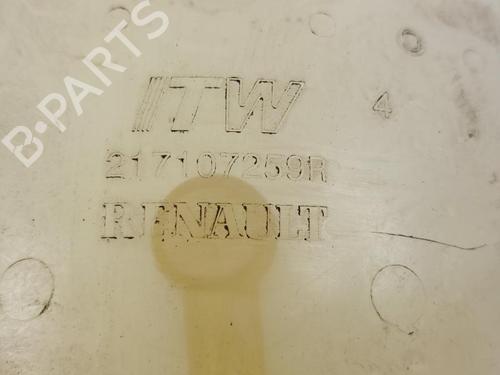 B-PARTS
ITW
4
217107259R
RENAULT